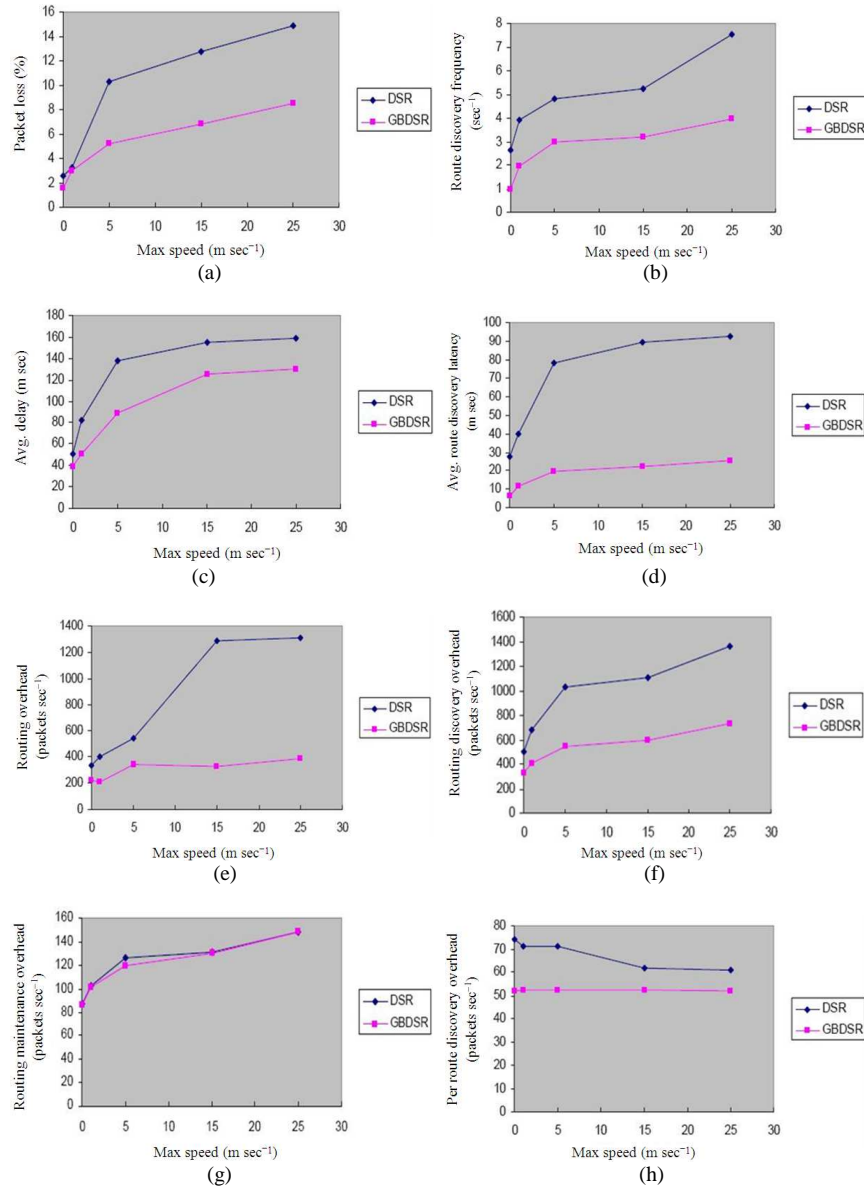 16
14
12
10
8
6
4
2
0
Packet loss (%)
0 5 10 15 20 25 30
Max speed (m sec⁻¹)
DSR
GBDSR
(a)
8
7
6
5
4
3
2
1
0
Route discovery frequency
(sec⁻¹)
0 5 10 15 20 25 30
Max speed (m sec⁻¹)
DSR
GBDSR
(b)
180
160
140
120
100
80
60
40
20
0
Avg. delay (m sec)
0 5 10 15 20 25 30
Max speed (m sec⁻¹)
DSR
GBDSR
(c)
100
90
80
70
60
50
40
30
20
10
0
Avg. route discovery latency
(m sec)
0 5 10 15 20 25 30
Max speed (m sec⁻¹)
DSR
GBDSR
(d)
1400
1200
1000
800
600
400
200
0
Routing overhead
(packets sec⁻¹)
0 5 10 15 20 25 30
Max speed (m sec⁻¹)
DSR
GBDSR
(e)
1600
1400
1200
1000
800
600
400
200
0
Routing discovery overhead
(packets sec⁻¹)
0 5 10 15 20 25 30
Max speed (m sec⁻¹)
DSR
GBDSR
(f)
160
140
120
100
80
60
40
20
0
Routing maintenance overhead
(packets sec⁻¹)
0 5 10 15 20 25 30
Max speed (m sec⁻¹)
DSR
GBDSR
(g)
80
70
60
50
40
30
20
10
0
Per route discovery overhead
(packets sec⁻¹)
0 5 10 15 20 25 30
Max speed (m sec⁻¹)
DSR
GBDSR
(h)